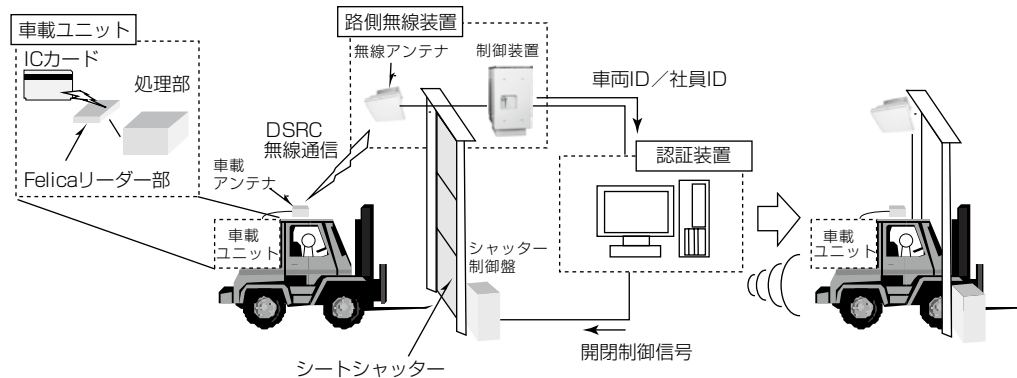 車載ユニット
ICカード
処理部
Felicaリーダー部
路側無線装置
無線アンテナ
制御装置
DSRC
無線通信
車載
アンテナ
車載
ユニット
車両ID／社員ID
認証装置
シャッター
制御盤
開閉制御信号
シートシャッター
車載
ユニット